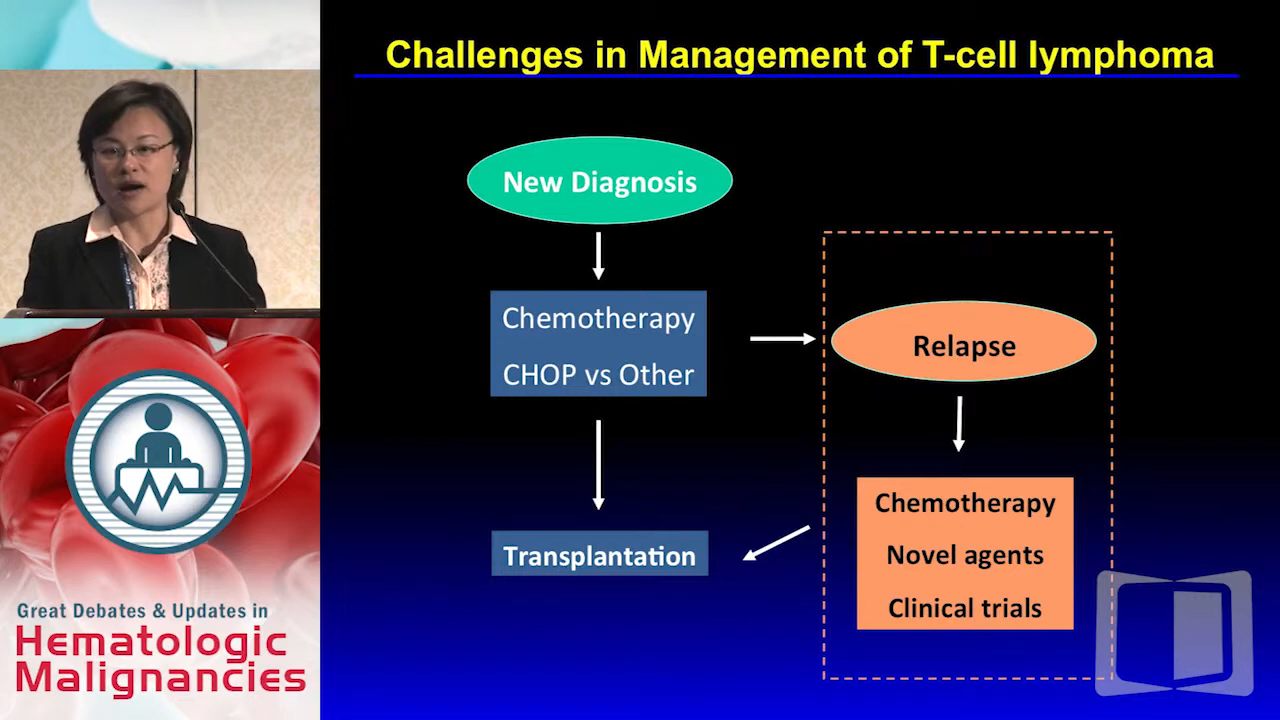 Challenges in Management of T-cell lymphoma
New Diagnosis
Chemotherapy
CHOP vs Other
Transplantation
Relapse
Chemotherapy
Novel agents
Clinical trials
Great Debates & Updates in
Hematologic
Malignancies